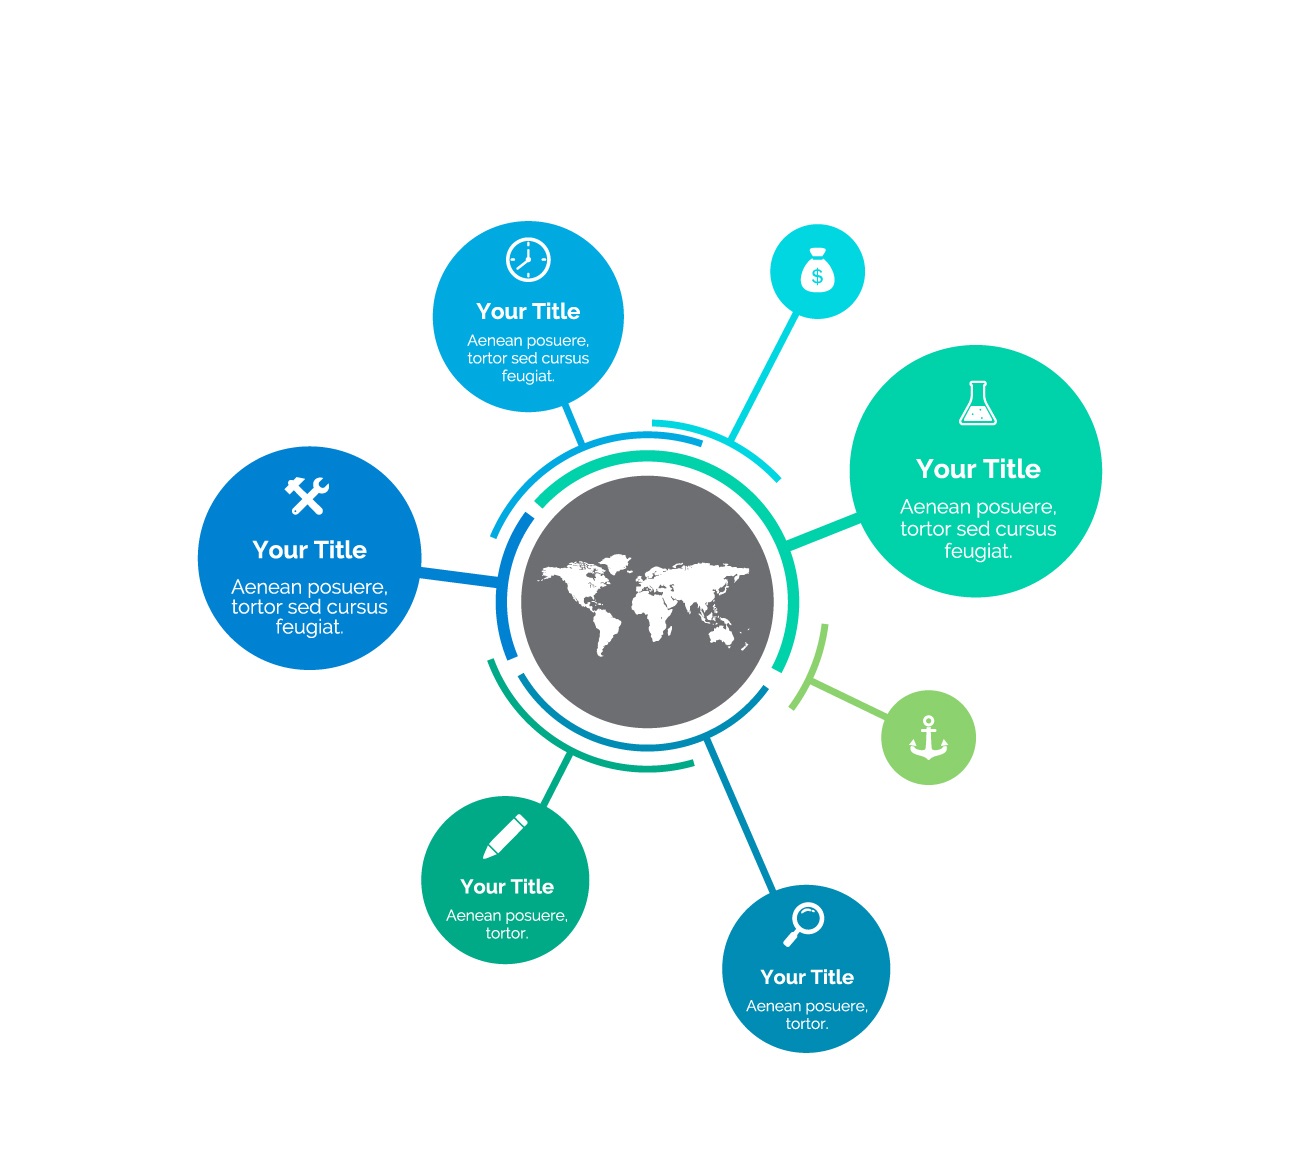 Your Title
Aenean posuere,
tortor sed cursus
feugiat.
$
Your Title
Aenean posuere,
tortor sed cursus
feugiat.
Your Title
Aenean posuere,
tortor sed cursus
feugiat.
Your Title
Aenean posuere,
tortor.
Your Title
Aenean posuere,
tortor.